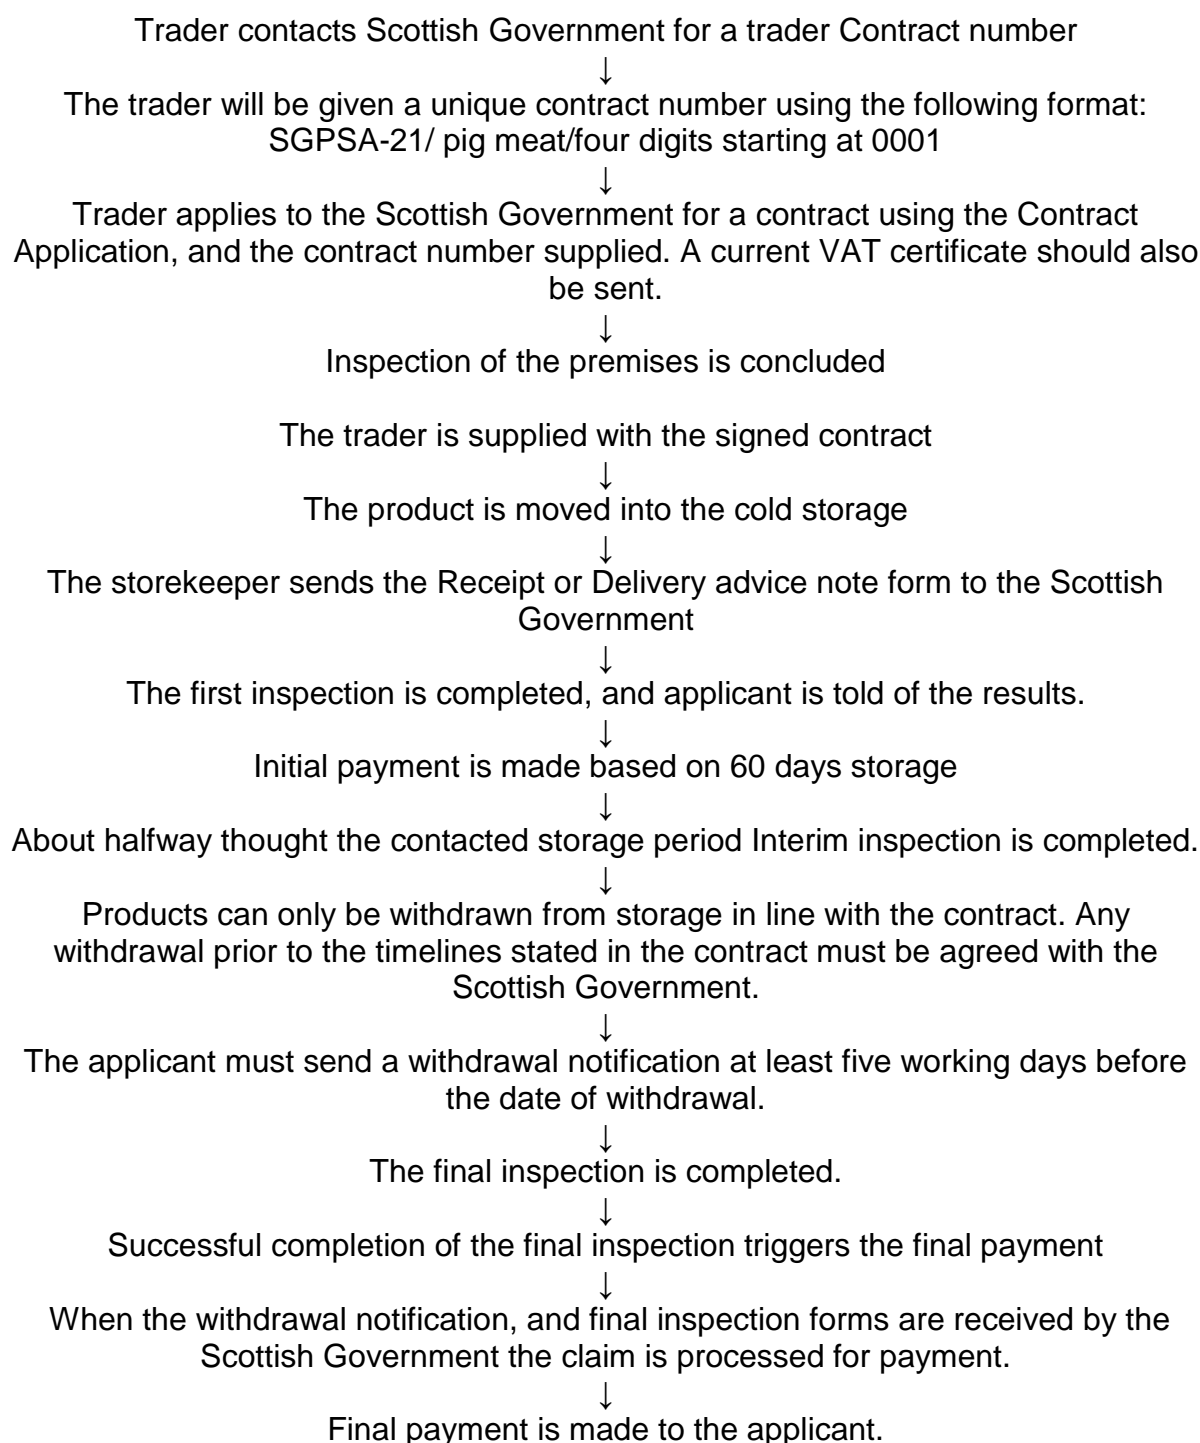 Trader contacts Scottish Government for a trader Contract number
↓
The trader will be given a unique contract number using the following format:
SGPSA-21/ pig meat/four digits starting at 0001
↓
Trader applies to the Scottish Government for a contract using the Contract
Application, and the contract number supplied. A current VAT certificate should also
be sent.
↓
Inspection of the premises is concluded
The trader is supplied with the signed contract
↓
The product is moved into the cold storage
↓
The storekeeper sends the Receipt or Delivery advice note form to the Scottish
Government
↓
The first inspection is completed, and applicant is told of the results.
↓
Initial payment is made based on 60 days storage
↓
About halfway thought the contacted storage period Interim inspection is completed.
↓
Products can only be withdrawn from storage in line with the contract. Any
withdrawal prior to the timelines stated in the contract must be agreed with the
Scottish Government.
↓
The applicant must send a withdrawal notification at least five working days before
the date of withdrawal.
↓
The final inspection is completed.
↓
Successful completion of the final inspection triggers the final payment
↓
When the withdrawal notification, and final inspection forms are received by the
Scottish Government the claim is processed for payment.
↓
Final payment is made to the applicant.